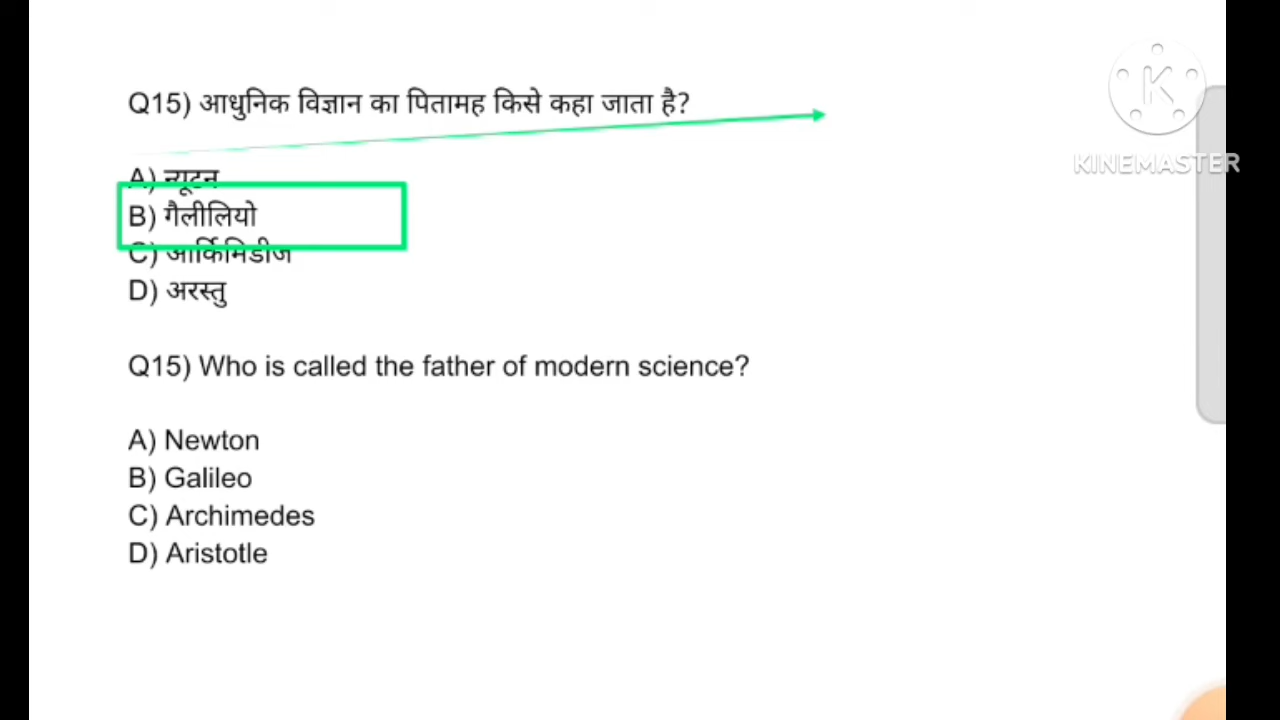 Q15) आधुनिक विज्ञान का पितामह किसे कहा जाता है?
A) न्यूटन
B) गैलीलियो
C) आर्किमिडीज
D) अरस्तु
Q15) Who is called the father of modern science?
A) Newton
B) Galileo
C) Archimedes
D) Aristotle
K
KINEMASTER